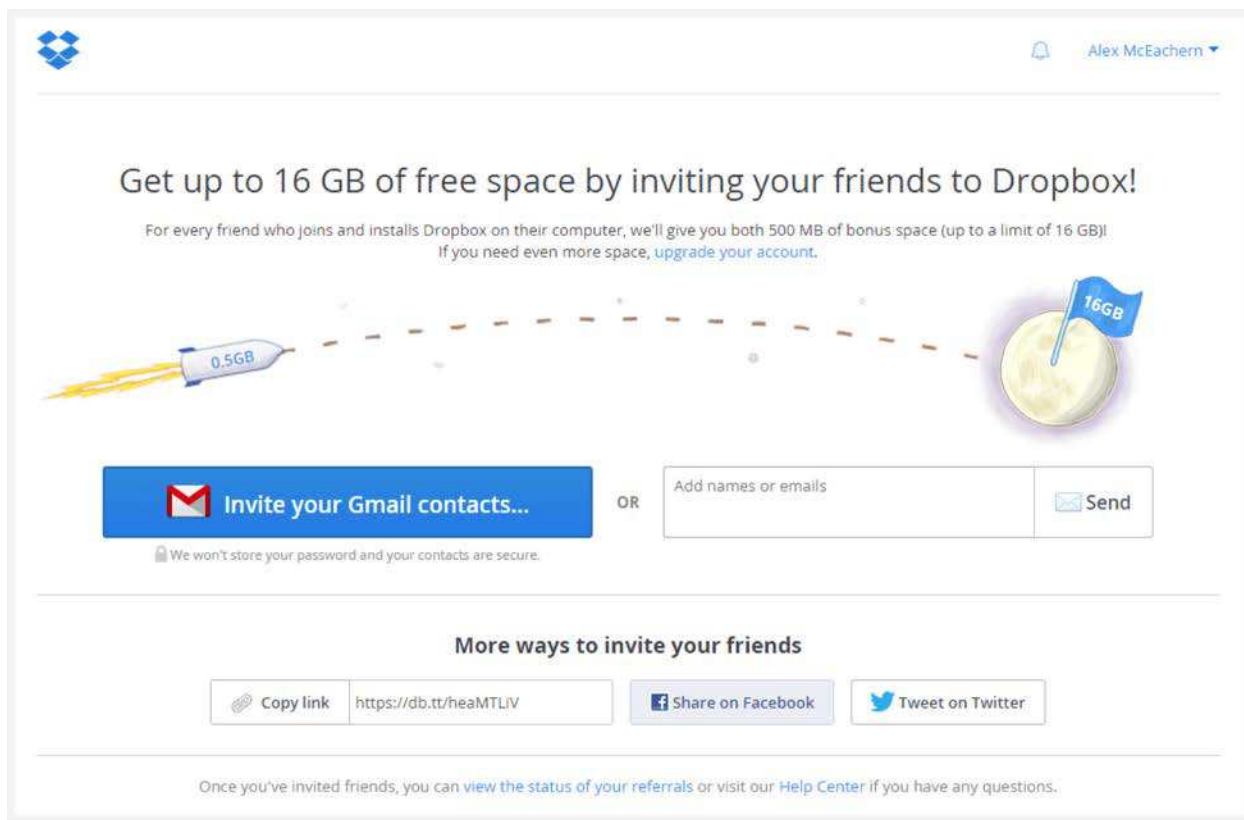 Alex McEachern
Get up to 16 GB of free space by inviting your friends to Dropbox!
For every friend who joins and installs Dropbox on their computer, we'll give you both 500 MB of bonus space (up to a limit of 16 GB)!
If you need even more space, upgrade your account.
16GB
0.5GB
Invite your Gmail contacts...
OR
Add names or emails
Send
We won't store your password and your contacts are secure.
More ways to invite your friends
Copy link
https://db.tt/heaMTLiV
Share on Facebook
Tweet on Twitter
Once you've invited friends, you can view the status of your referrals or visit our Help Center if you have any questions.